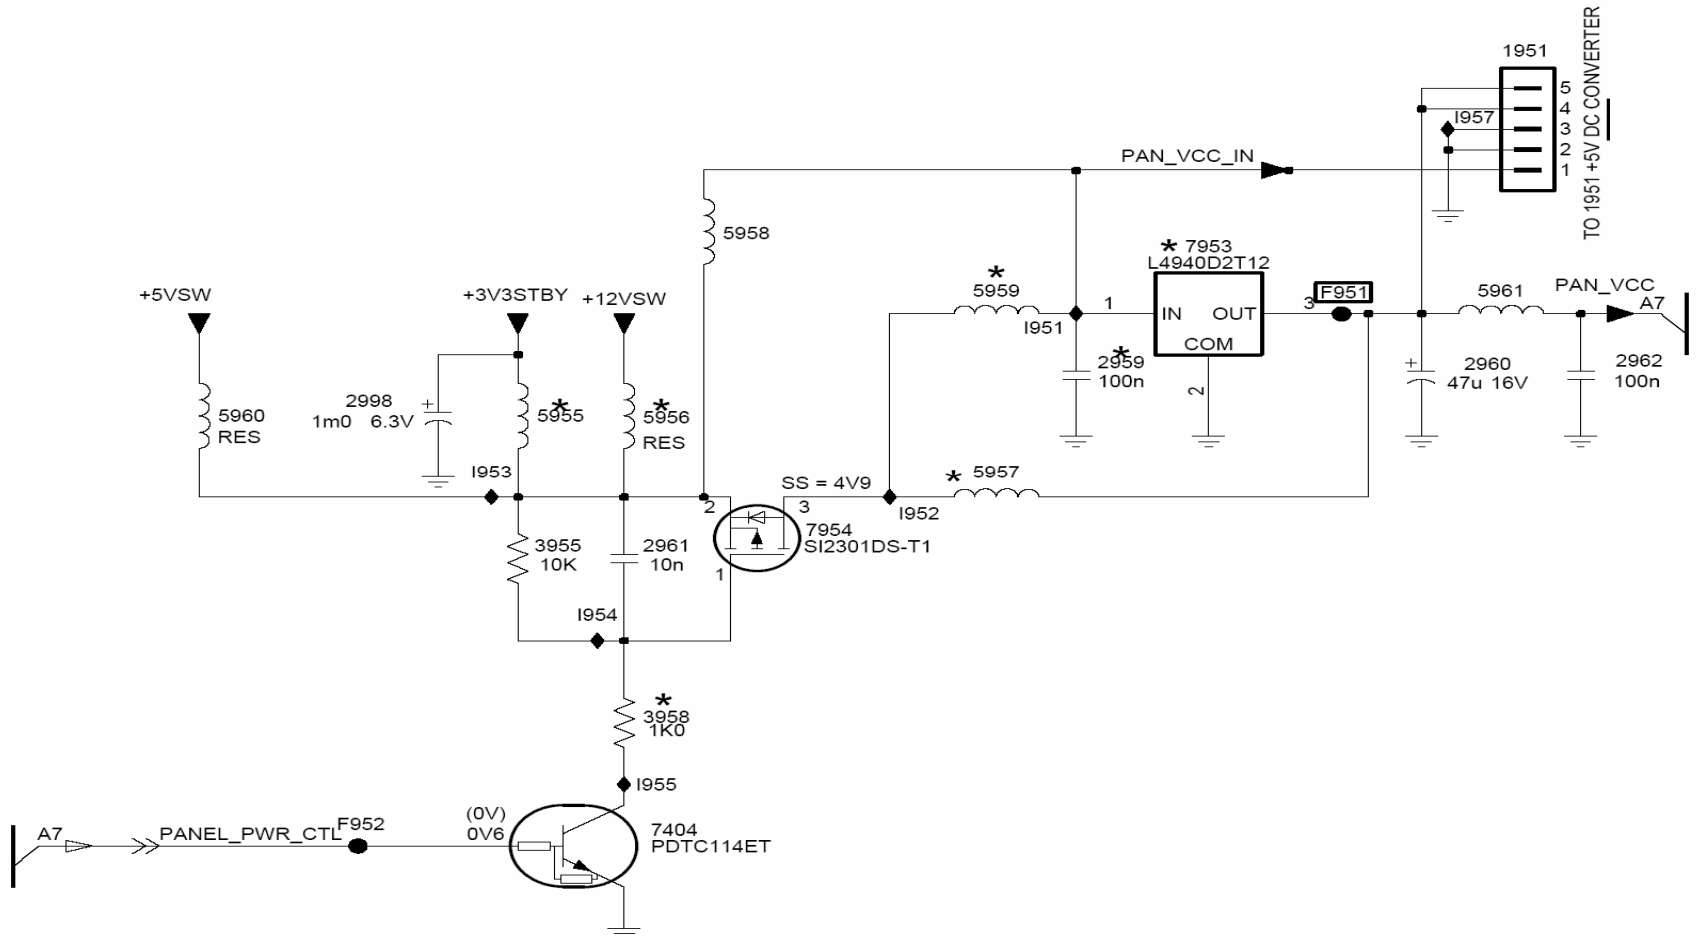 1951
TO 1951 +5V DC CONVERTER
5
4
I957
3
2
1
PAN_VCC_IN
5958
* 7953
L4940D2T12
*
5959
+5VSW
+3V3STBY
+12VSW
I951
1
IN
OUT
COM
2
3
F951
5961
PAN_VCC
A7
*
2959
100n
+
2960
47u 16V
2962
100n
5960
RES
2998
1m0 6.3V
+
*
5955
*
5956
RES
I953
SS = 4V9
* 5957
2
3
I952
7954
SI2301DS-T1
1
3955
10K
2961
10n
I954
*
3958
1K0
I955
(0V)
0V6
7404
PDTC114ET
A7
PANEL_PWR_CTL
F952